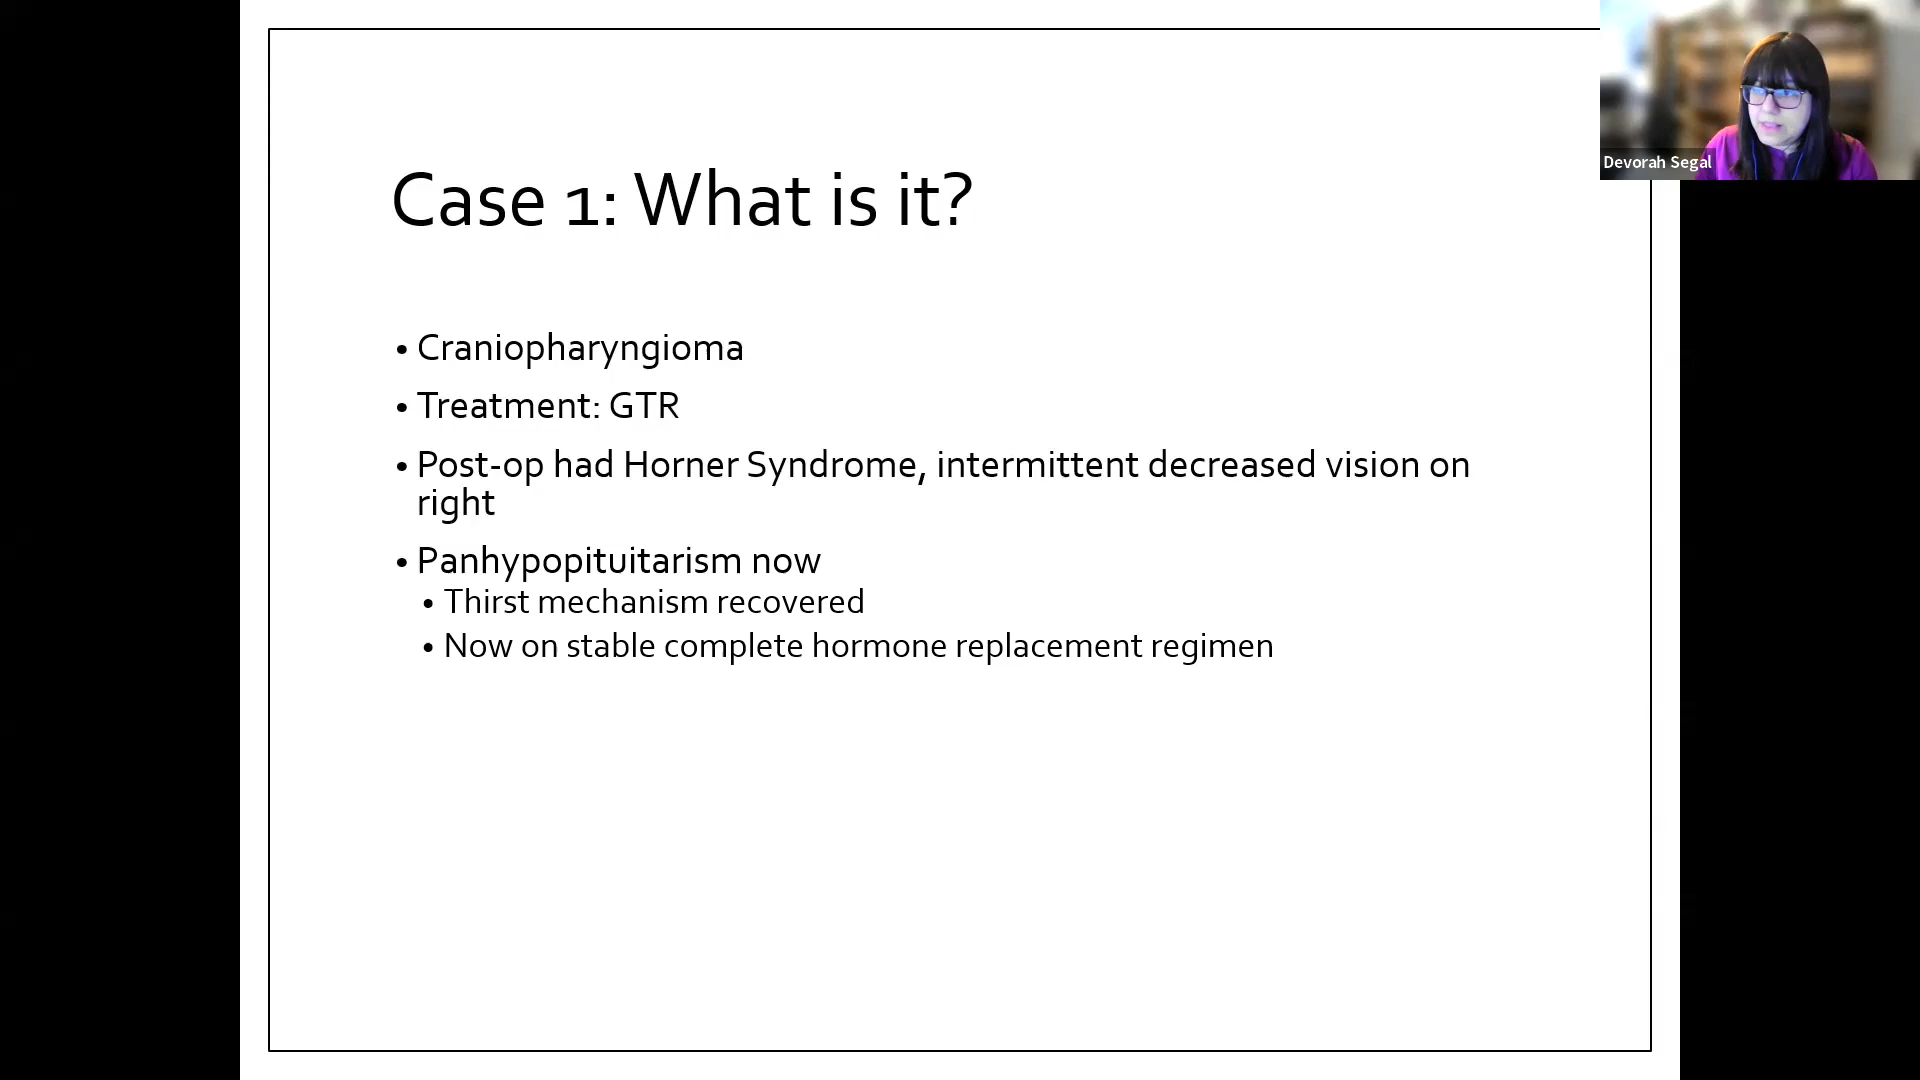 Case 1: What is it?
• Craniopharyngioma
• Treatment: GTR
• Post-op had Horner Syndrome, intermittent decreased vision on
right
• Panhypopituitarism now
• Thirst mechanism recovered
• Now on stable complete hormone replacement regimen
Devorah Segal